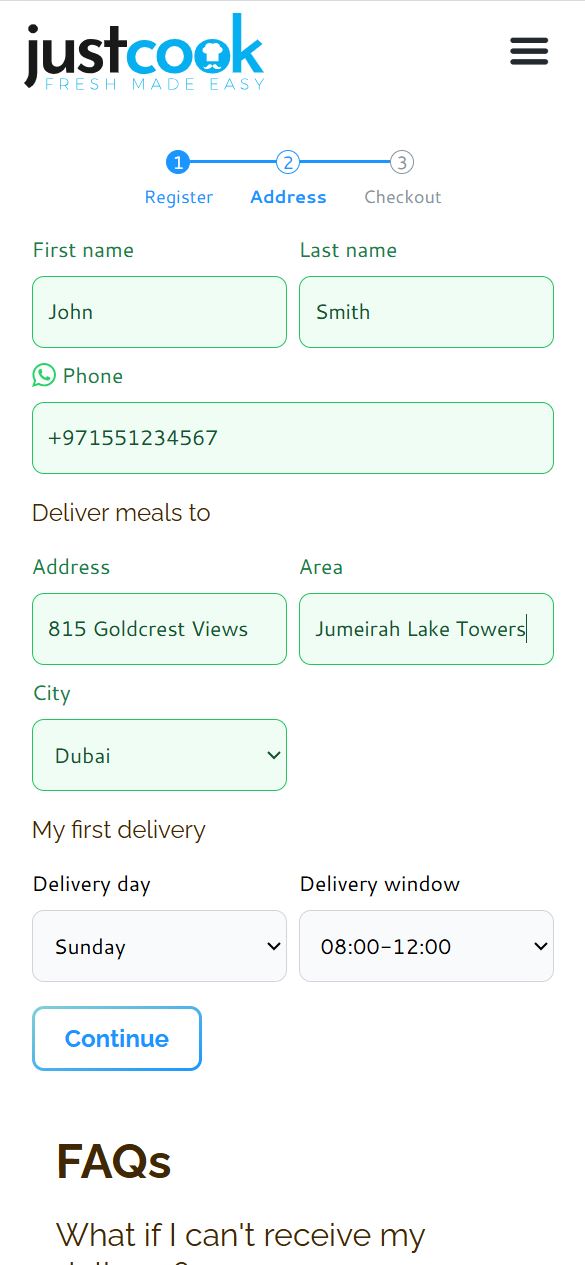 justcook
FRESH MADE EASY
1 2 3
Register Address Checkout
First name Last name
John Smith
Phone
+971551234567
Deliver meals to
Address Area
815 Goldcrest Views Jumeirah Lake Towers
City
Dubai
My first delivery
Delivery day Delivery window
Sunday 08:00-12:00
Continue
FAQs
What if I can't receive my